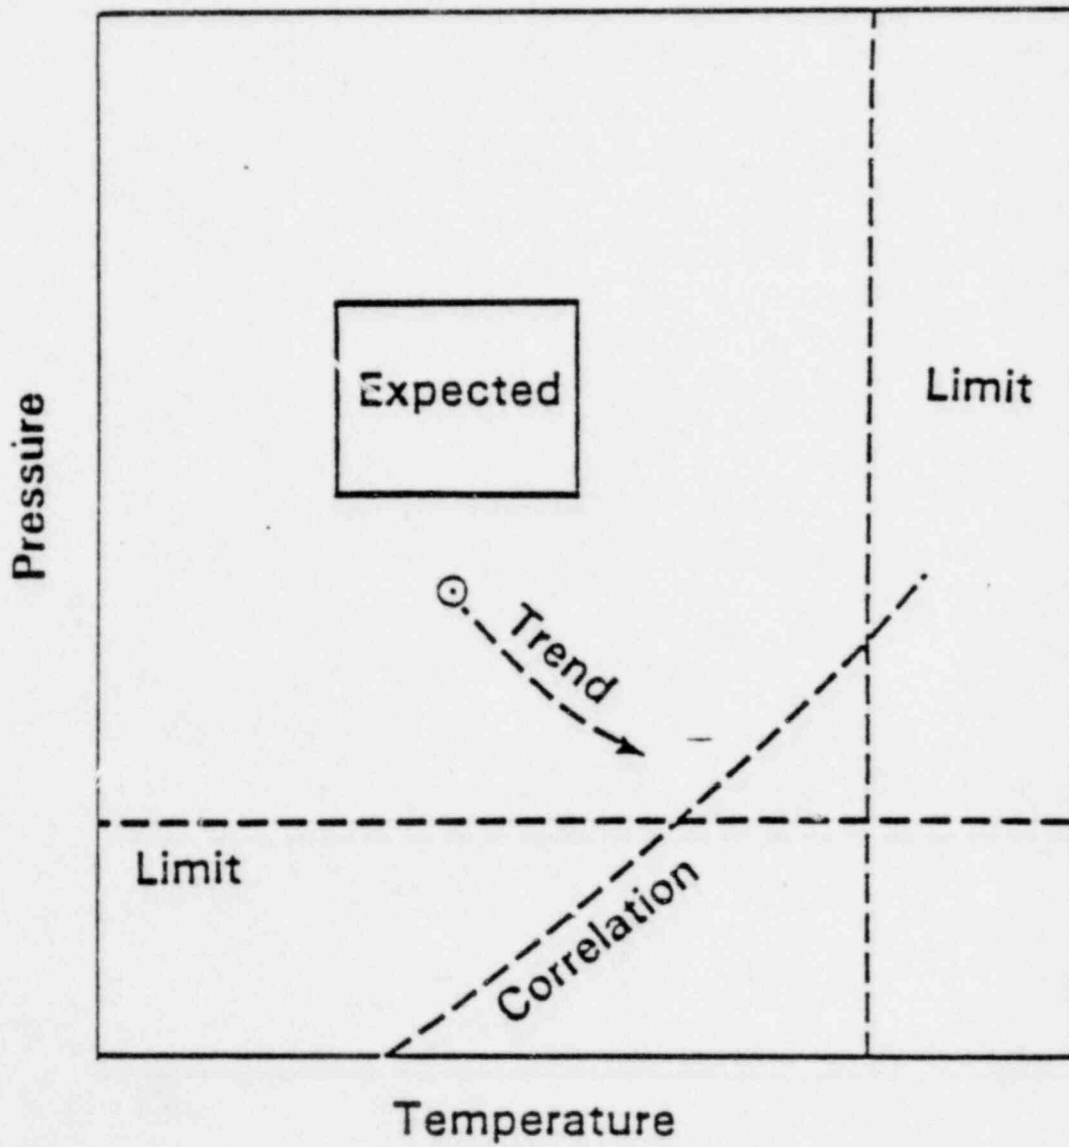 Pressure
Expected
Limit
Trend
Limit
Correlation
Temperature